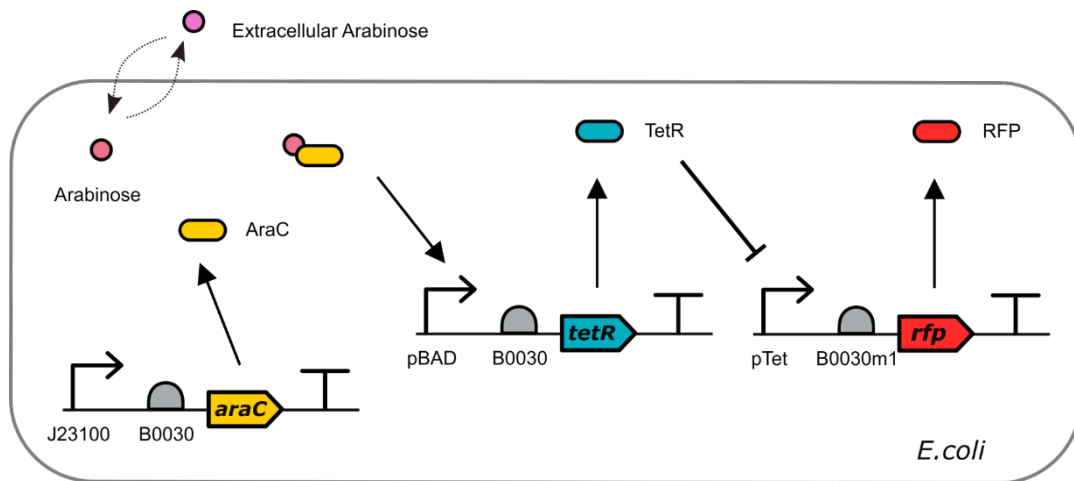 Extracellular Arabinose
TetR
RFP
Arabinose
AraC
tetR
rfp
pBAD
B0030
pTet
B0030m1
araC
J23100
B0030
E.coli